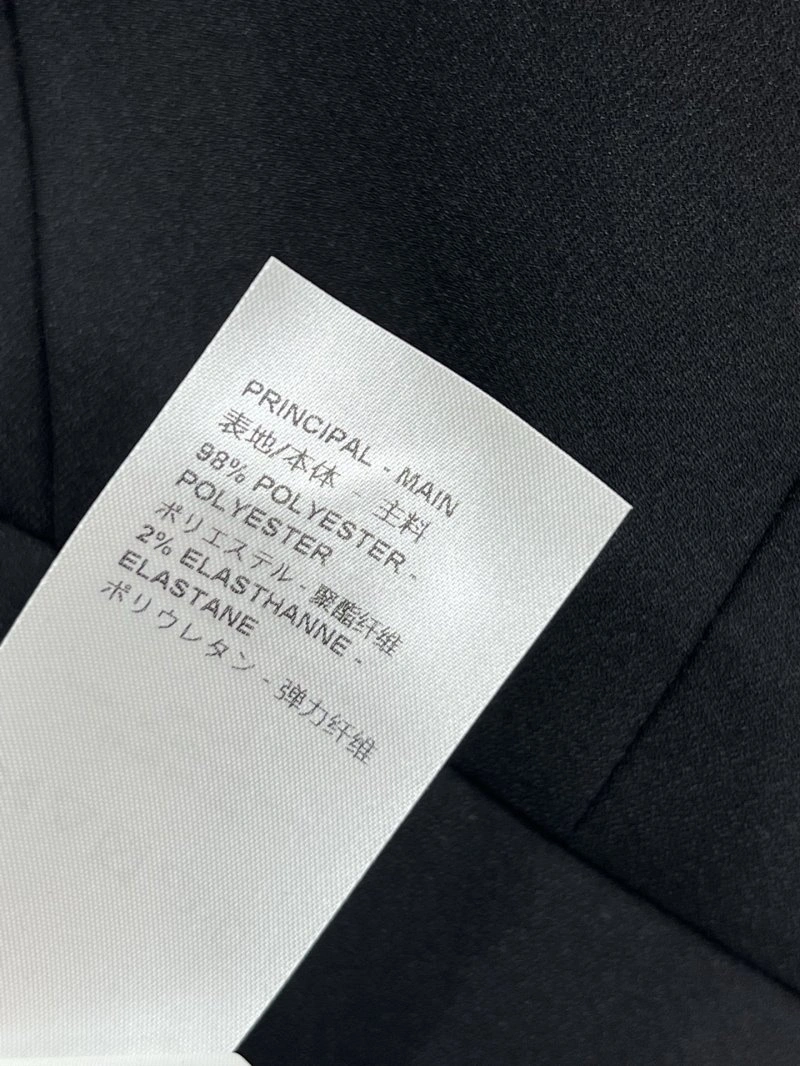 PRINCIPAL - MAIN
表地/本体 - 主料
98% POLYESTER -
POLYESTER
ポリエステル - 聚酯纤维
2% ELASTHANNE -
ELASTANE
ポリウレタン - 弹力纤维